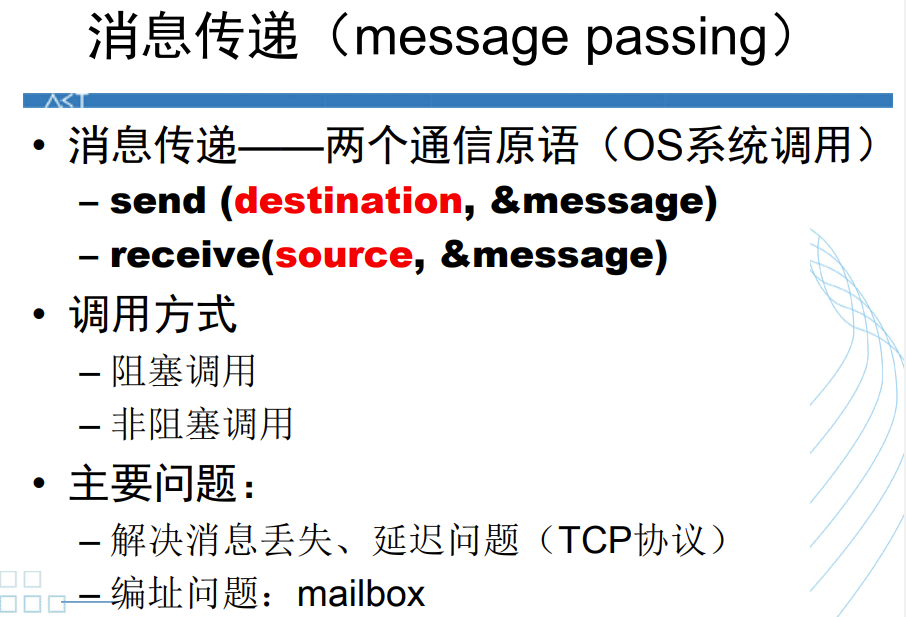 消息传递（message passing）
• 消息传递——两个通信原语（OS系统调用）
– send (destination, &message)
– receive(source, &message)
• 调用方式
– 阻塞调用
– 非阻塞调用
• 主要问题：
– 解决消息丢失、延迟问题（TCP协议）
– 编址问题：mailbox